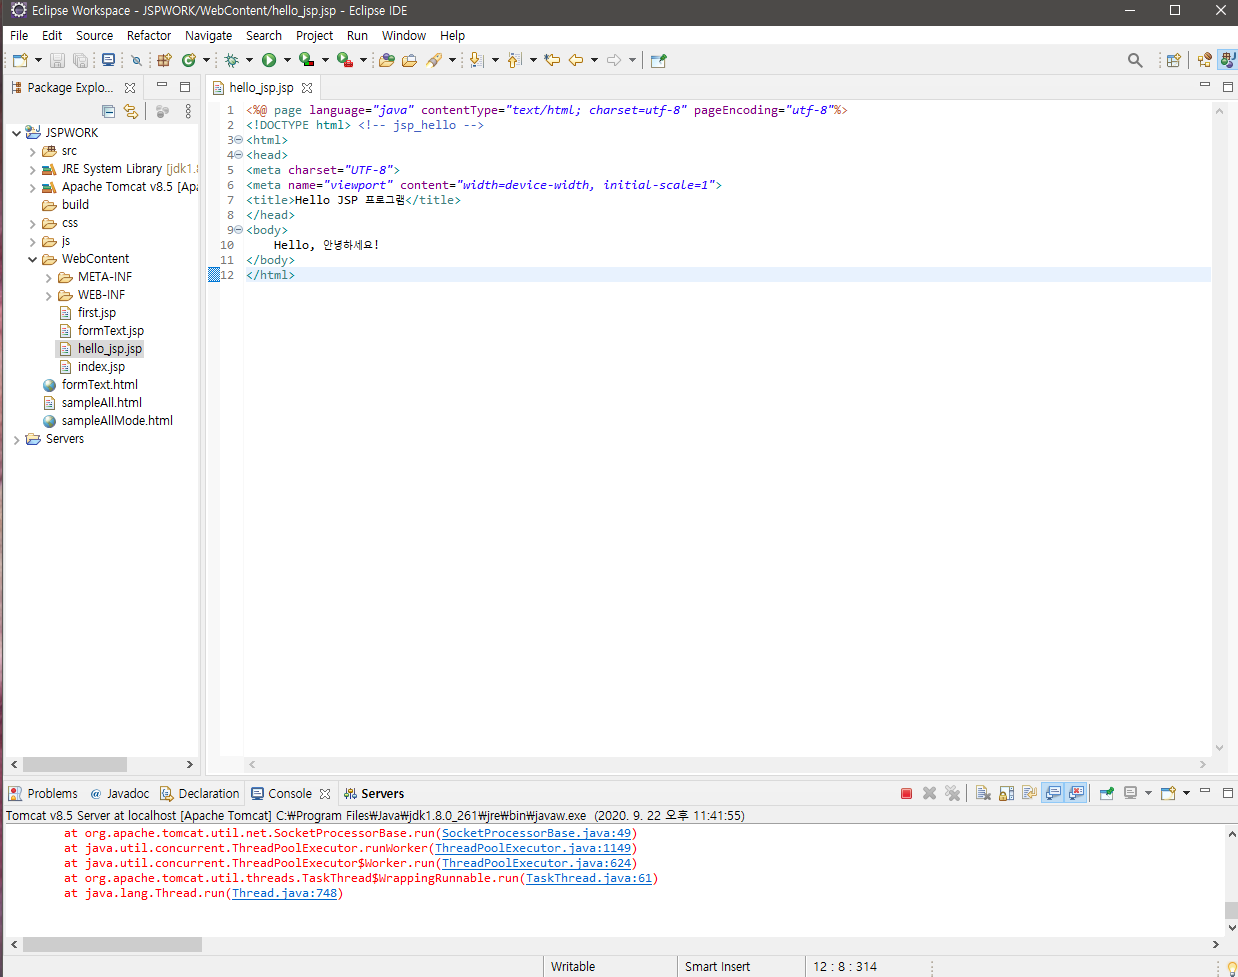 Eclipse Workspace - JSPWORK/WebContent/hello_jsp.jsp - Eclipse IDE
File Edit Source Refactor Navigate Search Project Run Window Help
Package Explo...
hello_jsp.jsp
JSPWORK
src
JRE System Library [jdk1.8
Apache Tomcat v8.5 [Apa
build
css
js
WebContent
META-INF
WEB-INF
first.jsp
formText.jsp
hello_jsp.jsp
index.jsp
formText.html
sampleAll.html
sampleAllMode.html
Servers
1 <%@ page language="java" contentType="text/html; charset=utf-8" pageEncoding="utf-8"%>
2 <!DOCTYPE html> <!-- jsp_hello -->
3 <html>
4 <head>
5 <meta charset="UTF-8">
6 <meta name="viewport" content="width=device-width, initial-scale=1">
7 <title>Hello JSP 프로그램</title>
8 </head>
9 <body>
10 Hello, 안녕하세요!
11 </body>
12 </html>
Problems @ Javadoc Declaration Console Servers
Tomcat v8.5 Server at localhost [Apache Tomcat] C:₩Program Files₩Java₩jdk1.8.0_261₩jre₩bin₩javaw.exe (2020. 9. 22 오후 11:41:55)
at org.apache.tomcat.util.net.SocketProcessorBase.run(SocketProcessorBase.java:49)
at java.util.concurrent.ThreadPoolExecutor.runWorker(ThreadPoolExecutor.java:1149)
at java.util.concurrent.ThreadPoolExecutor$Worker.run(ThreadPoolExecutor.java:624)
at org.apache.tomcat.util.threads.TaskThread$WrappingRunnable.run(TaskThread.java:61)
at java.lang.Thread.run(Thread.java:748)
Writable Smart Insert 12 : 8 : 314